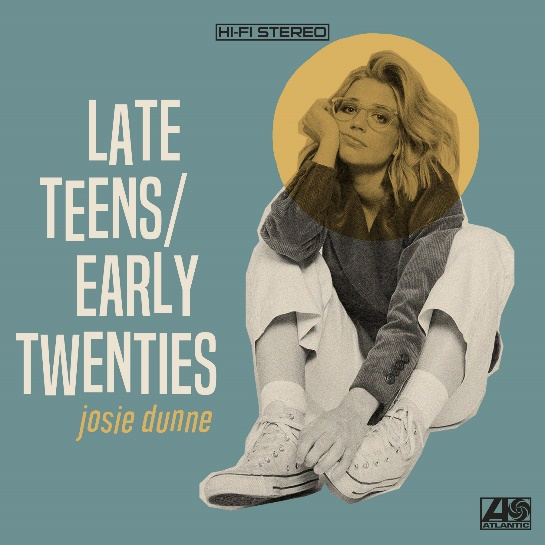 HI-FI STEREO
LATE
TEENS/
EARLY
TWENTIES
josie dunne
ATLANTIC